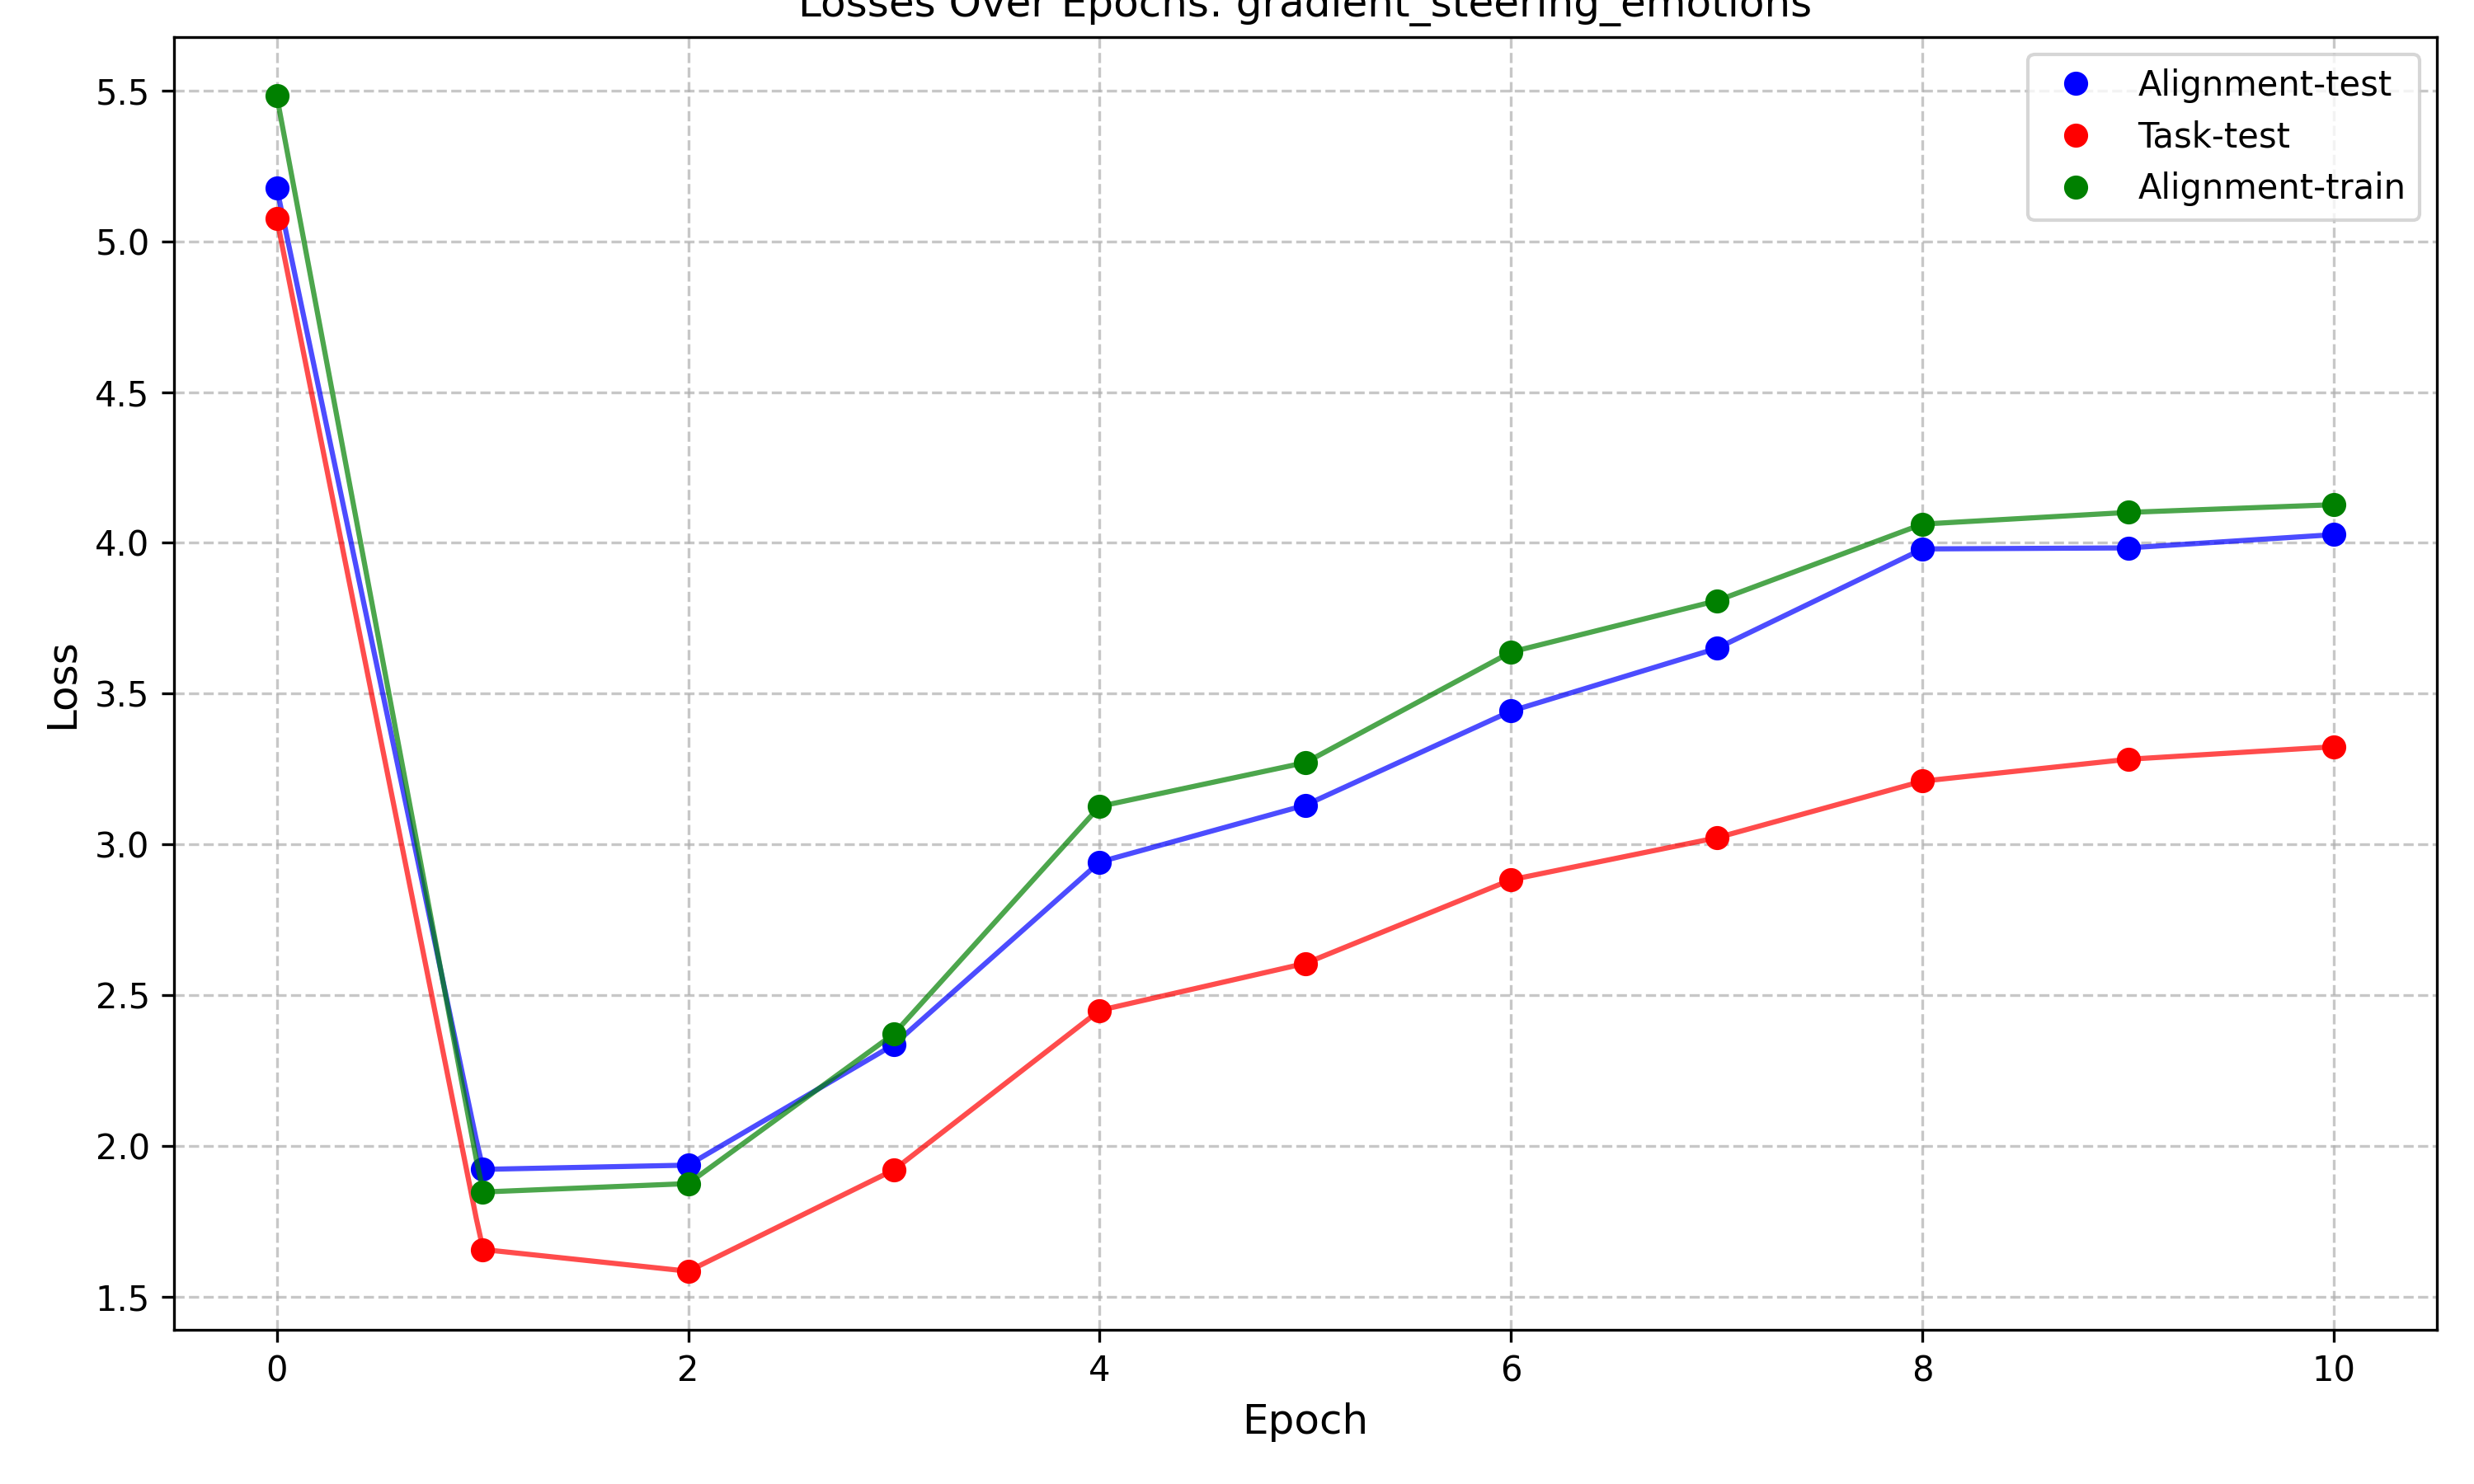 Losses Over Epochs: gradient_steering_emotions
Alignment-test
Task-test
Alignment-train
5.5
5.0
4.5
4.0
3.5
3.0
2.5
2.0
1.5
Loss
0 2 4 6 8 10
Epoch